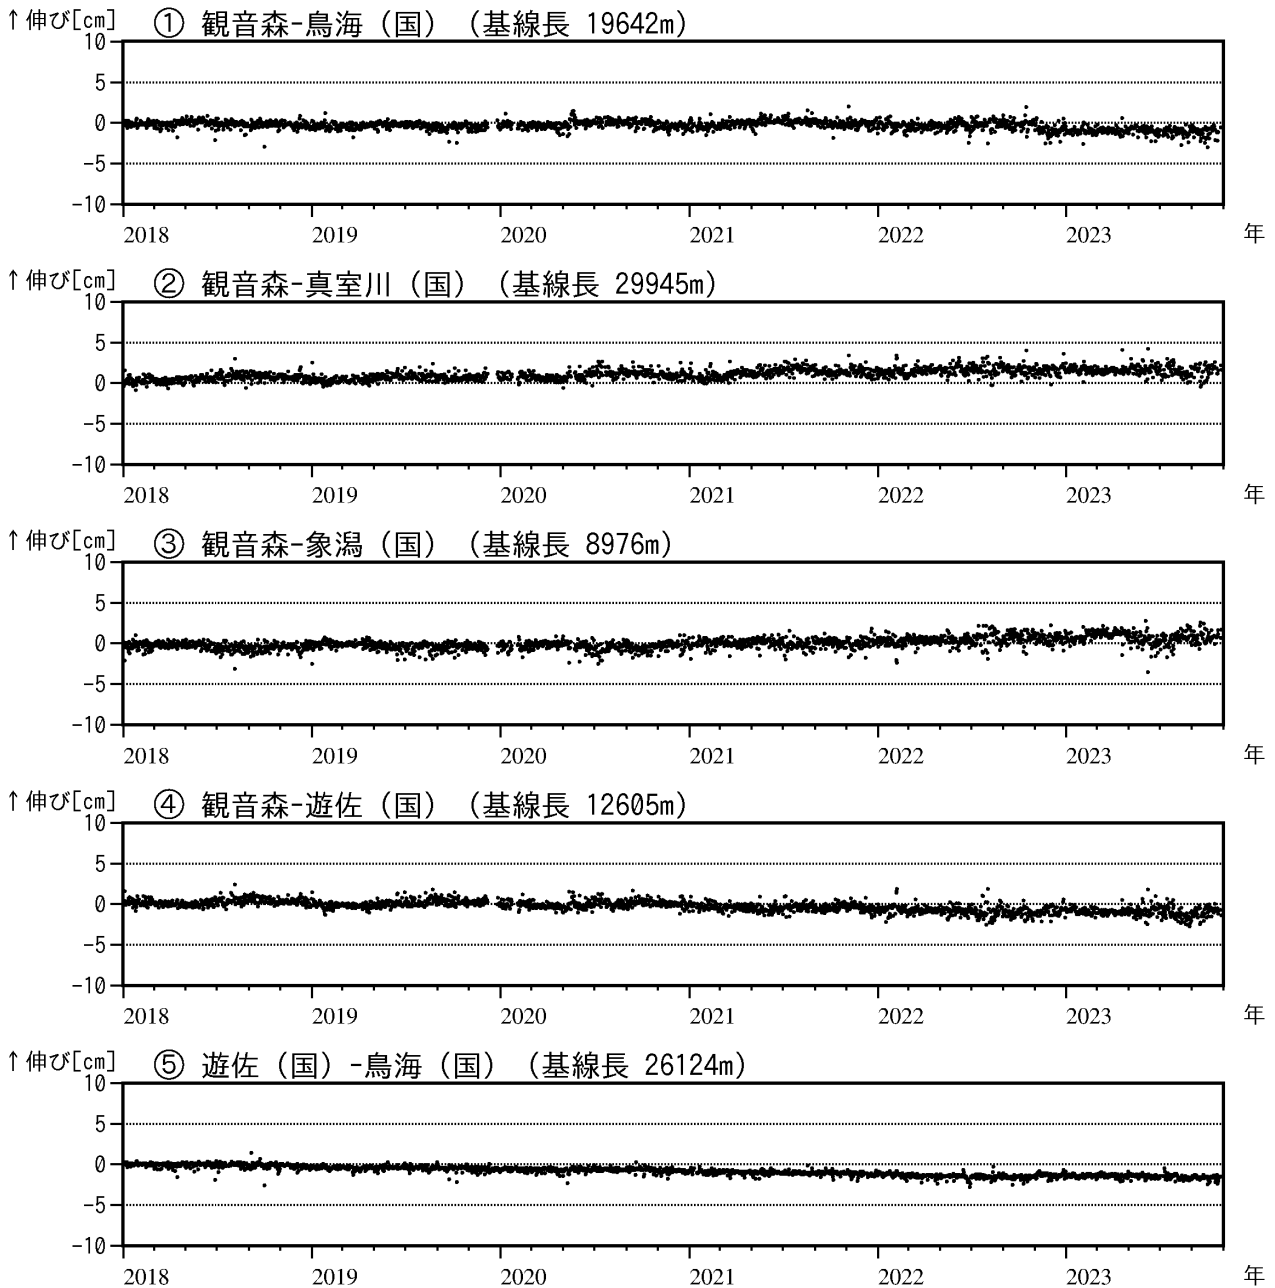 ↑伸び[cm] ① 観音森-鳥海（国）（基線長 19642m）
10
5
0
-5
-10
2018 2019 2020 2021 2022 2023 年
↑伸び[cm] ② 観音森-真室川（国）（基線長 29945m）
10
5
0
-5
-10
2018 2019 2020 2021 2022 2023 年
↑伸び[cm] ③ 観音森-象潟（国）（基線長 8976m）
10
5
0
-5
-10
2018 2019 2020 2021 2022 2023 年
↑伸び[cm] ④ 観音森-遊佐（国）（基線長 12605m）
10
5
0
-5
-10
2018 2019 2020 2021 2022 2023 年
↑伸び[cm] ⑤ 遊佐（国）-鳥海（国）（基線長 26124m）
10
5
0
-5
-10
2018 2019 2020 2021 2022 2023 年